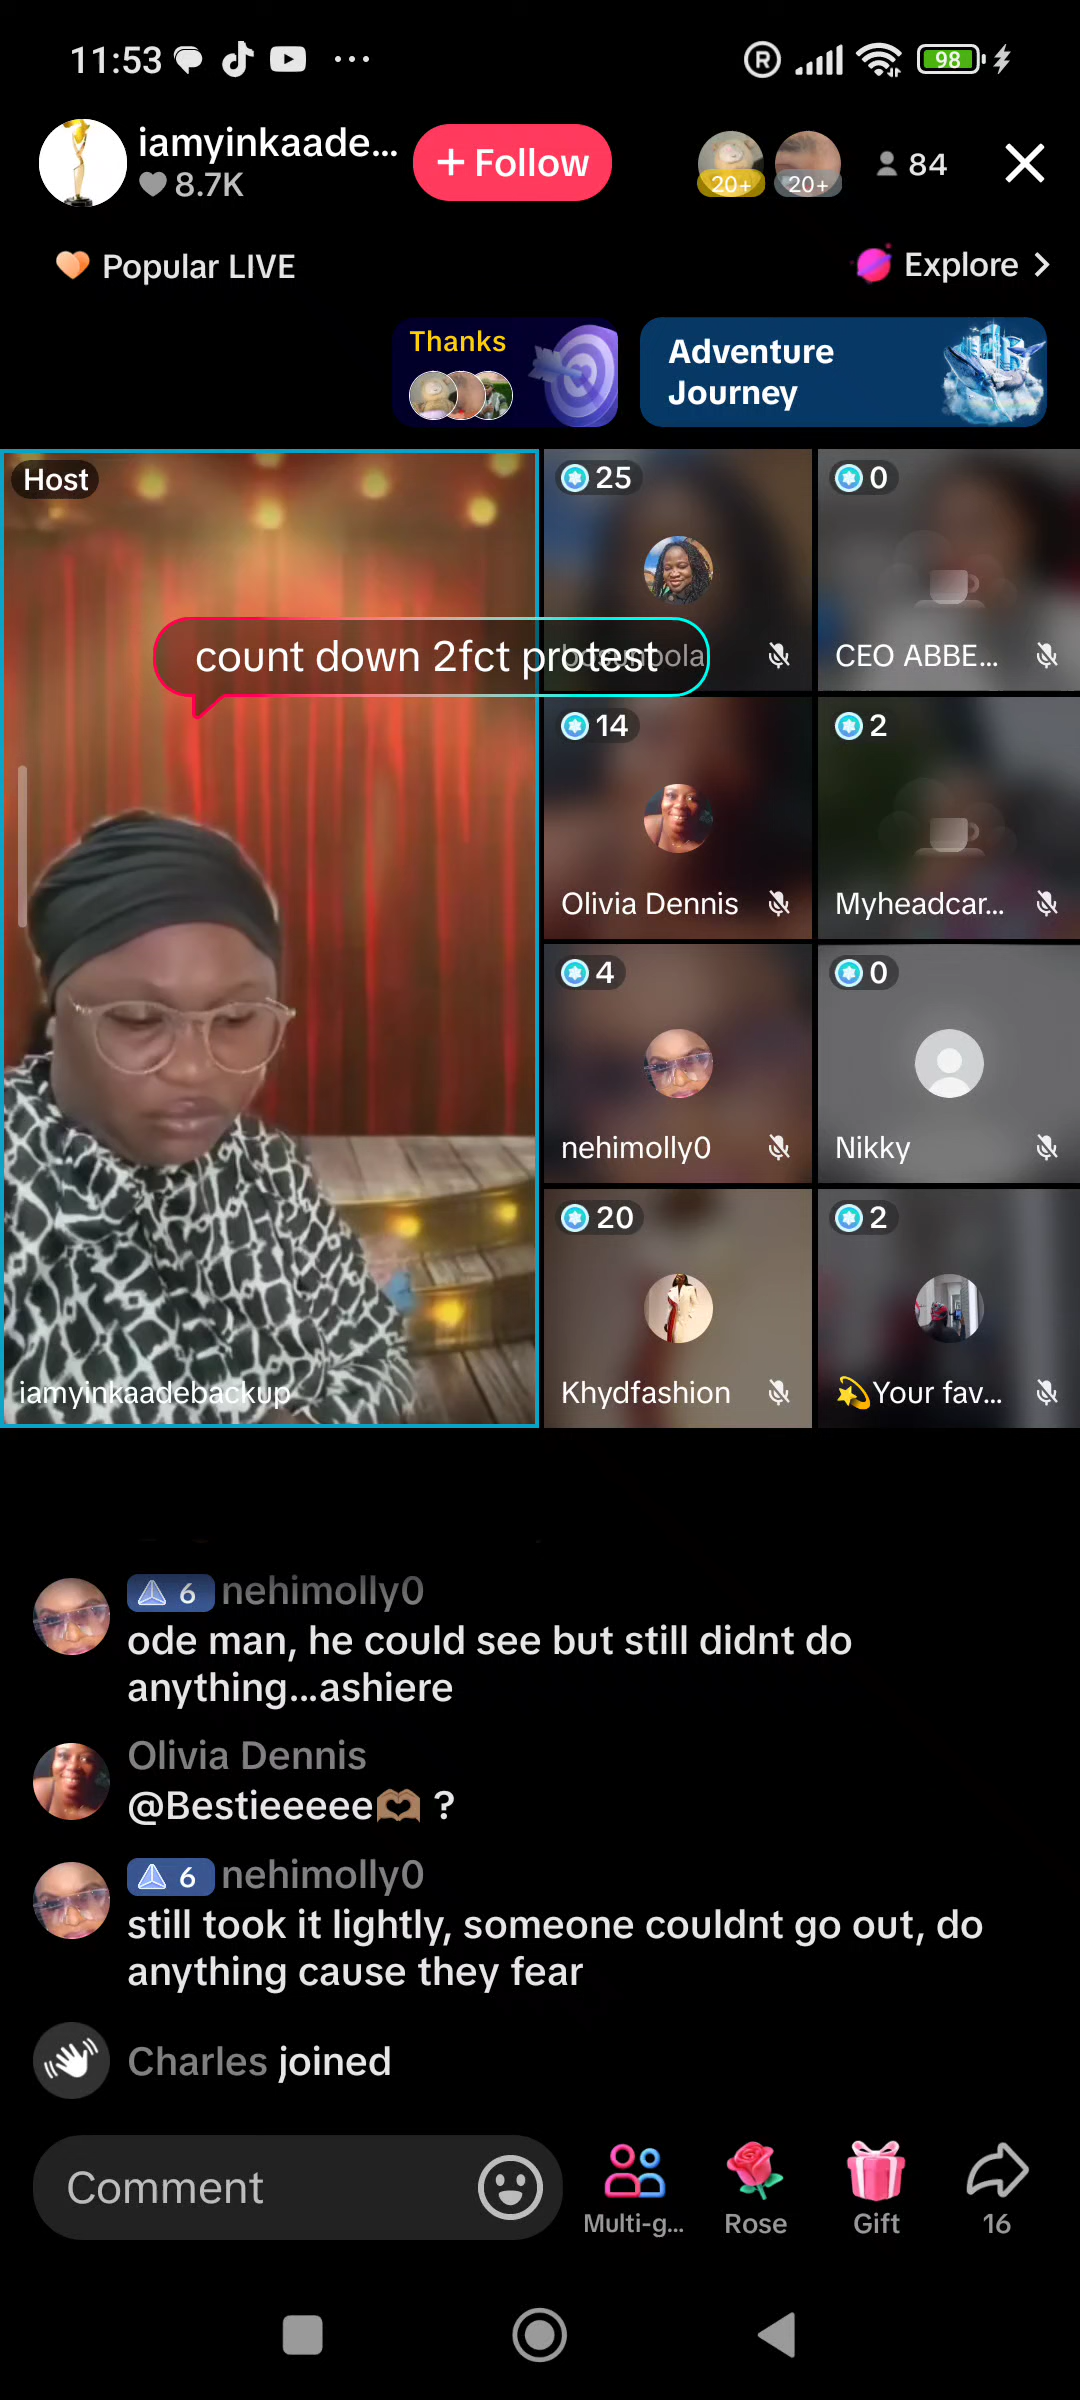 11:53
98
iamyinkaade...
8.7K
+ Follow
20+
20+
84
Popular LIVE
Explore >
Thanks
Adventure
Journey
Host
25
0
count down 2fct protest
CEO ABBE...
14
2
Olivia Dennis
Myheadcar...
4
0
nehimolly0
Nikky
20
2
iamyinkaadebackup
Khydfashion
💫Your fav...
6 nehimolly0
ode man, he could see but still didnt do
anything...ashiere
Olivia Dennis
@Bestieeeee🫶🏽 ?
6 nehimolly0
still took it lightly, someone couldnt go out, do
anything cause they fear
Charles joined
Comment
Multi-g...
Rose
Gift
16